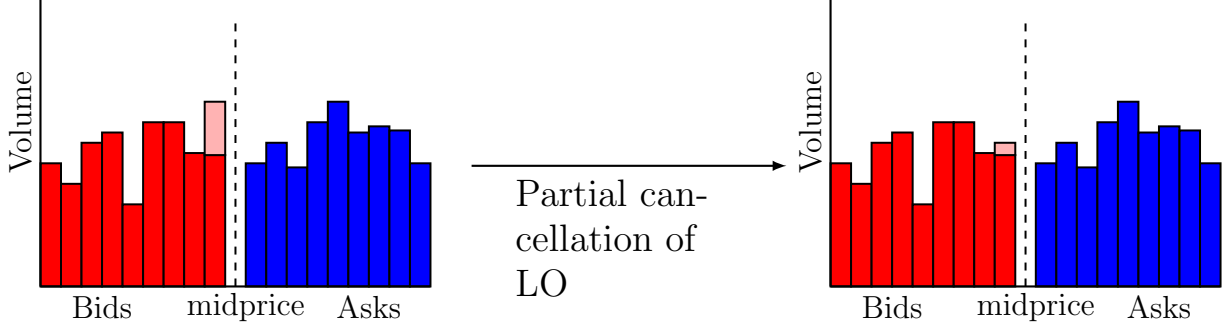 Volume
Bids
midprice
Asks
Partial can-
cellation of
LO
Volume
Bids
midprice
Asks